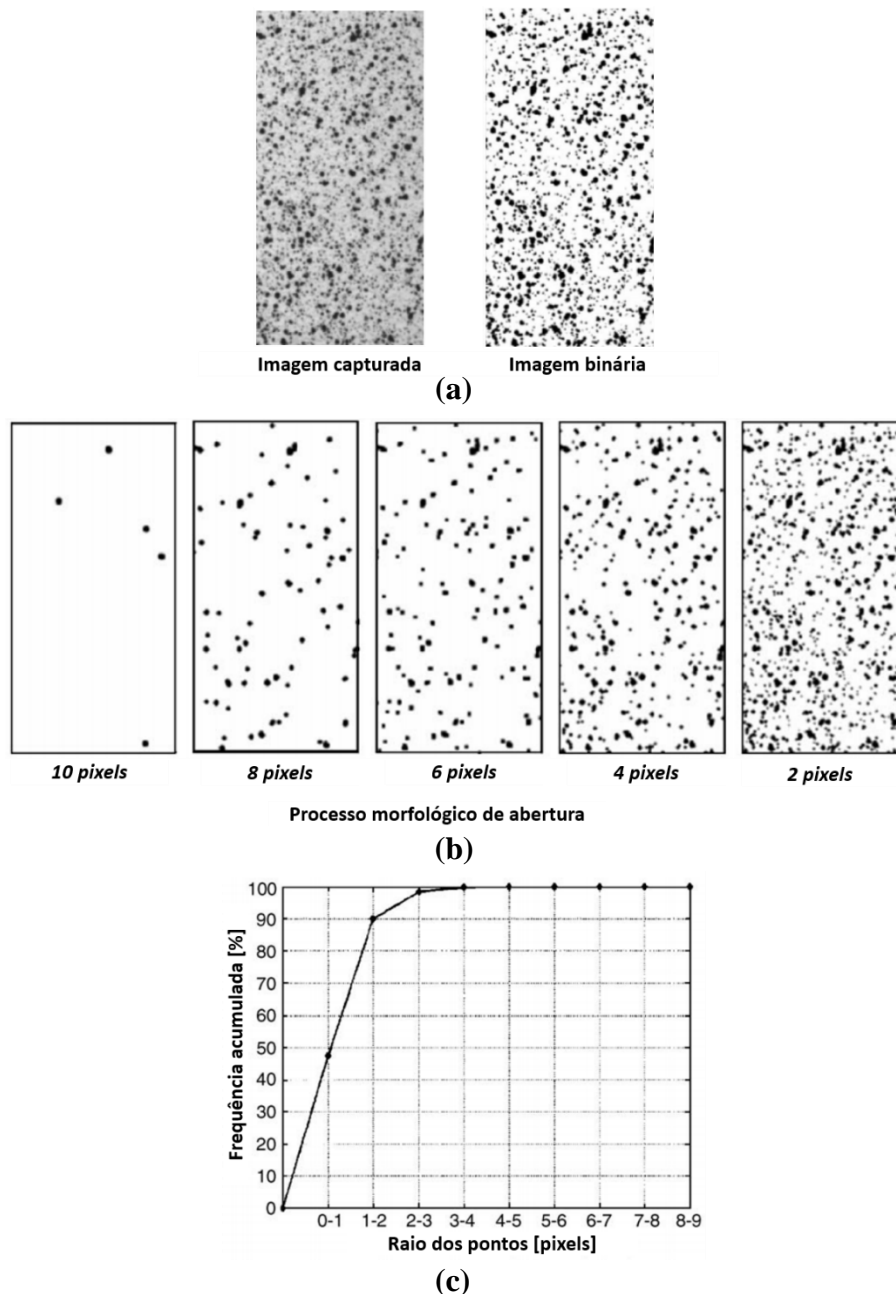 Imagem capturada Imagem binária
(a)
10 pixels 8 pixels 6 pixels 4 pixels 2 pixels
Processo morfológico de abertura
(b)
Frequência acumulada [%]
100
90
80
70
60
50
40
30
20
10
0
0-1 1-2 2-3 3-4 4-5 5-6 6-7 7-8 8-9
Raio dos pontos [pixels]
(c)